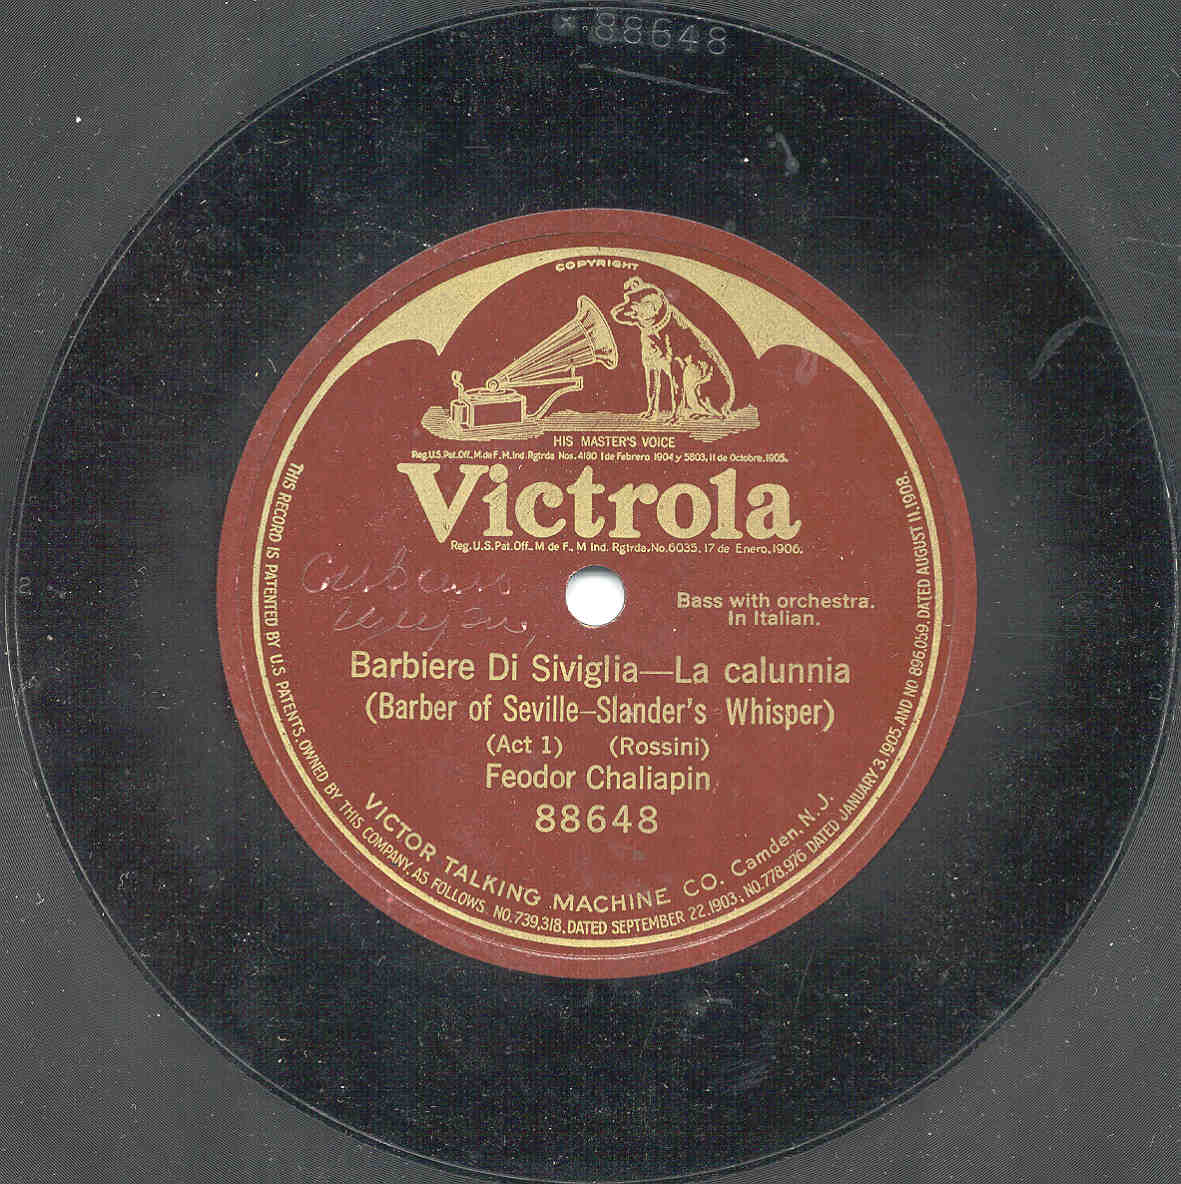 88648
COPYRIGHT
HIS MASTER'S VOICE
Reg.U.S.Pat.Off., M.de F., M.Ind. Rgtrda Nos. 4180 1 de Febrero 1904 y 5803, 11 de Octobre, 1905.
Victrola
Reg.U.S.Pat.Off., M de F., M Ind. Rgtrda. No.6035, 17 de Enero, 1906.
Bass with orchestra.
In Italian.
Barbiere Di Siviglia—La calunnia
(Barber of Seville–Slander's Whisper)
(Act 1) (Rossini)
Feodor Chaliapin
88648
VICTOR TALKING MACHINE CO. Camden, N.J.
THIS RECORD IS PATENTED BY U.S PATENTS OWNED BY THIS COMPANY, AS FOLLOWS. NO.739,318, DATED SEPTEMBER 22, 1903, NO.778.976 DATED JANUARY 3, 1905, AND NO 896,059, DATED AUGUST 11, 1908.